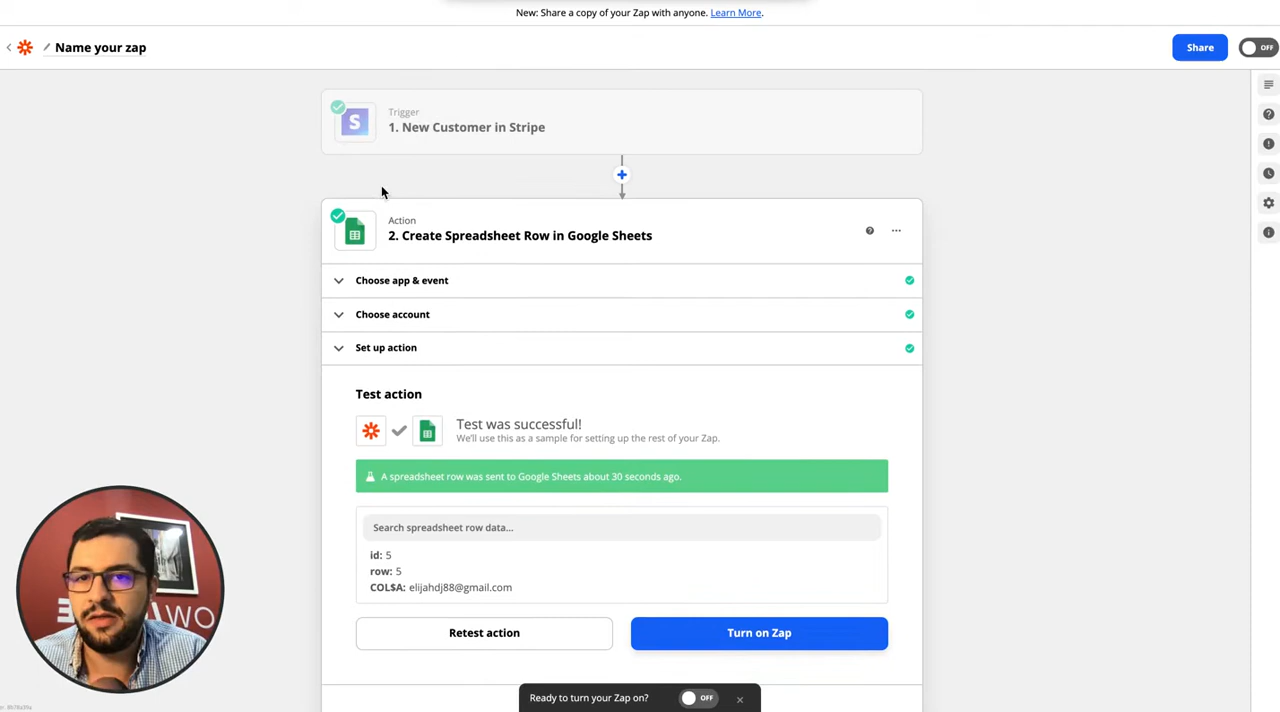 New: Share a copy of your Zap with anyone. Learn More.
Name your zap
Share
OFF
Trigger
1. New Customer in Stripe
Action
2. Create Spreadsheet Row in Google Sheets
Choose app & event
Choose account
Set up action
Test action
Test was successful!
We'll use this as a sample for setting up the rest of your Zap.
A spreadsheet row was sent to Google Sheets about 30 seconds ago.
Search spreadsheet row data...
id: 5
row: 5
COL$A: elijahdj88@gmail.com
Retest action
Turn on Zap
Ready to turn your Zap on?
OFF